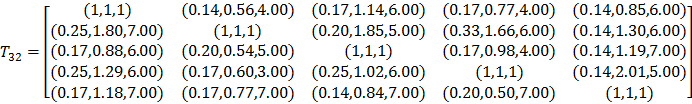 (1,1,1) (0.14,0.56,4.00) (0.17,1.14,6.00) (0.17,0.77,4.00) (0.14,0.85,6.00)
(0.25,1.80,7.00) (1,1,1) (0.20,1.85,5.00) (0.33,1.66,6.00) (0.14,1.30,6.00)
T32 = (0.17,0.88,6.00) (0.20,0.54,5.00) (1,1,1) (0.17,0.98,4.00) (0.14,1.19,7.00)
(0.25,1.29,6.00) (0.17,0.60,3.00) (0.25,1.02,6.00) (1,1,1) (0.14,2.01,5.00)
(0.17,1.18,7.00) (0.17,0.77,7.00) (0.14,0.84,7.00) (0.20,0.50,7.00) (1,1,1)